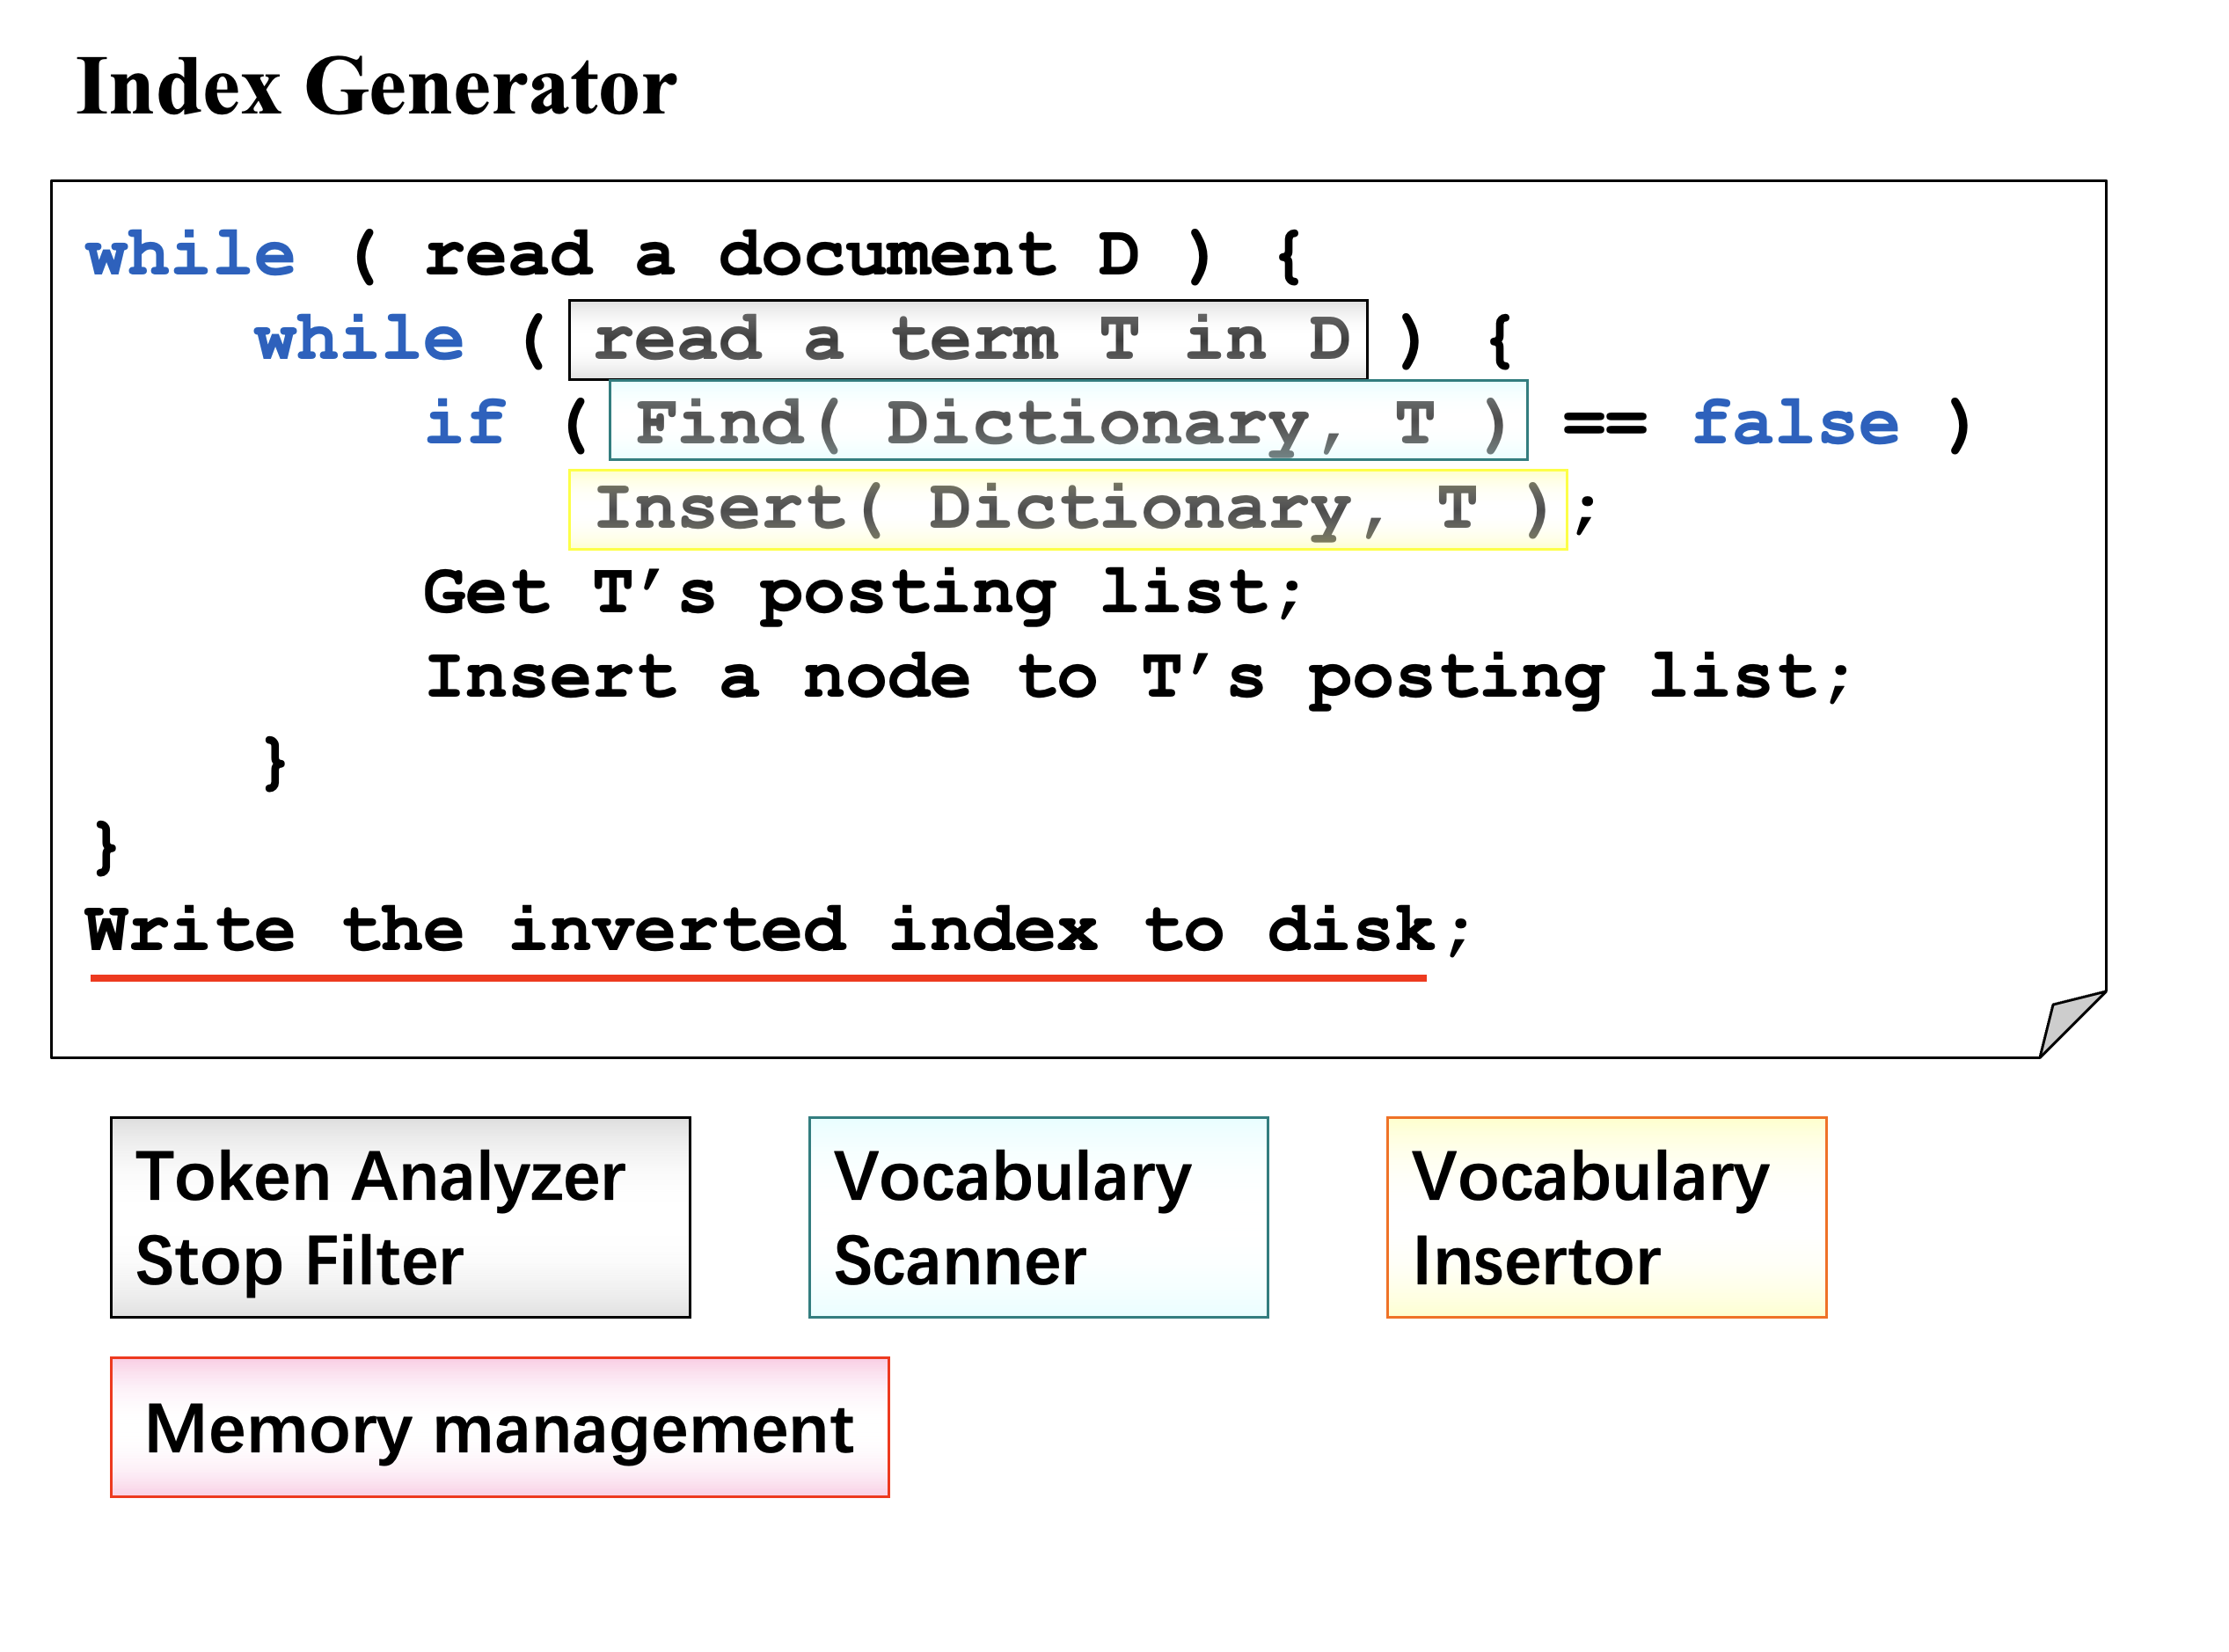 Index Generator
while ( read a document D ) {
while ( read a term T in D ) {
if ( Find( Dictionary, T ) == false )
Insert( Dictionary, T );
Get T’s posting list;
Insert a node to T’s posting list;
}
}
Write the inverted index to disk;
Token Analyzer
Stop Filter
Vocabulary
Scanner
Vocabulary
Insertor
Memory management